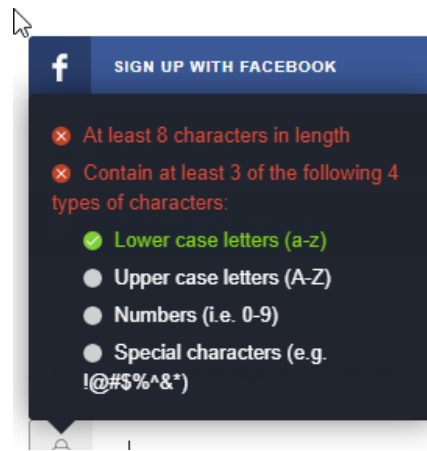 f SIGN UP WITH FACEBOOK
At least 8 characters in length
Contain at least 3 of the following 4
types of characters:
Lower case letters (a-z)
Upper case letters (A-Z)
Numbers (i.e. 0-9)
Special characters (e.g.
!@#$%^&*)